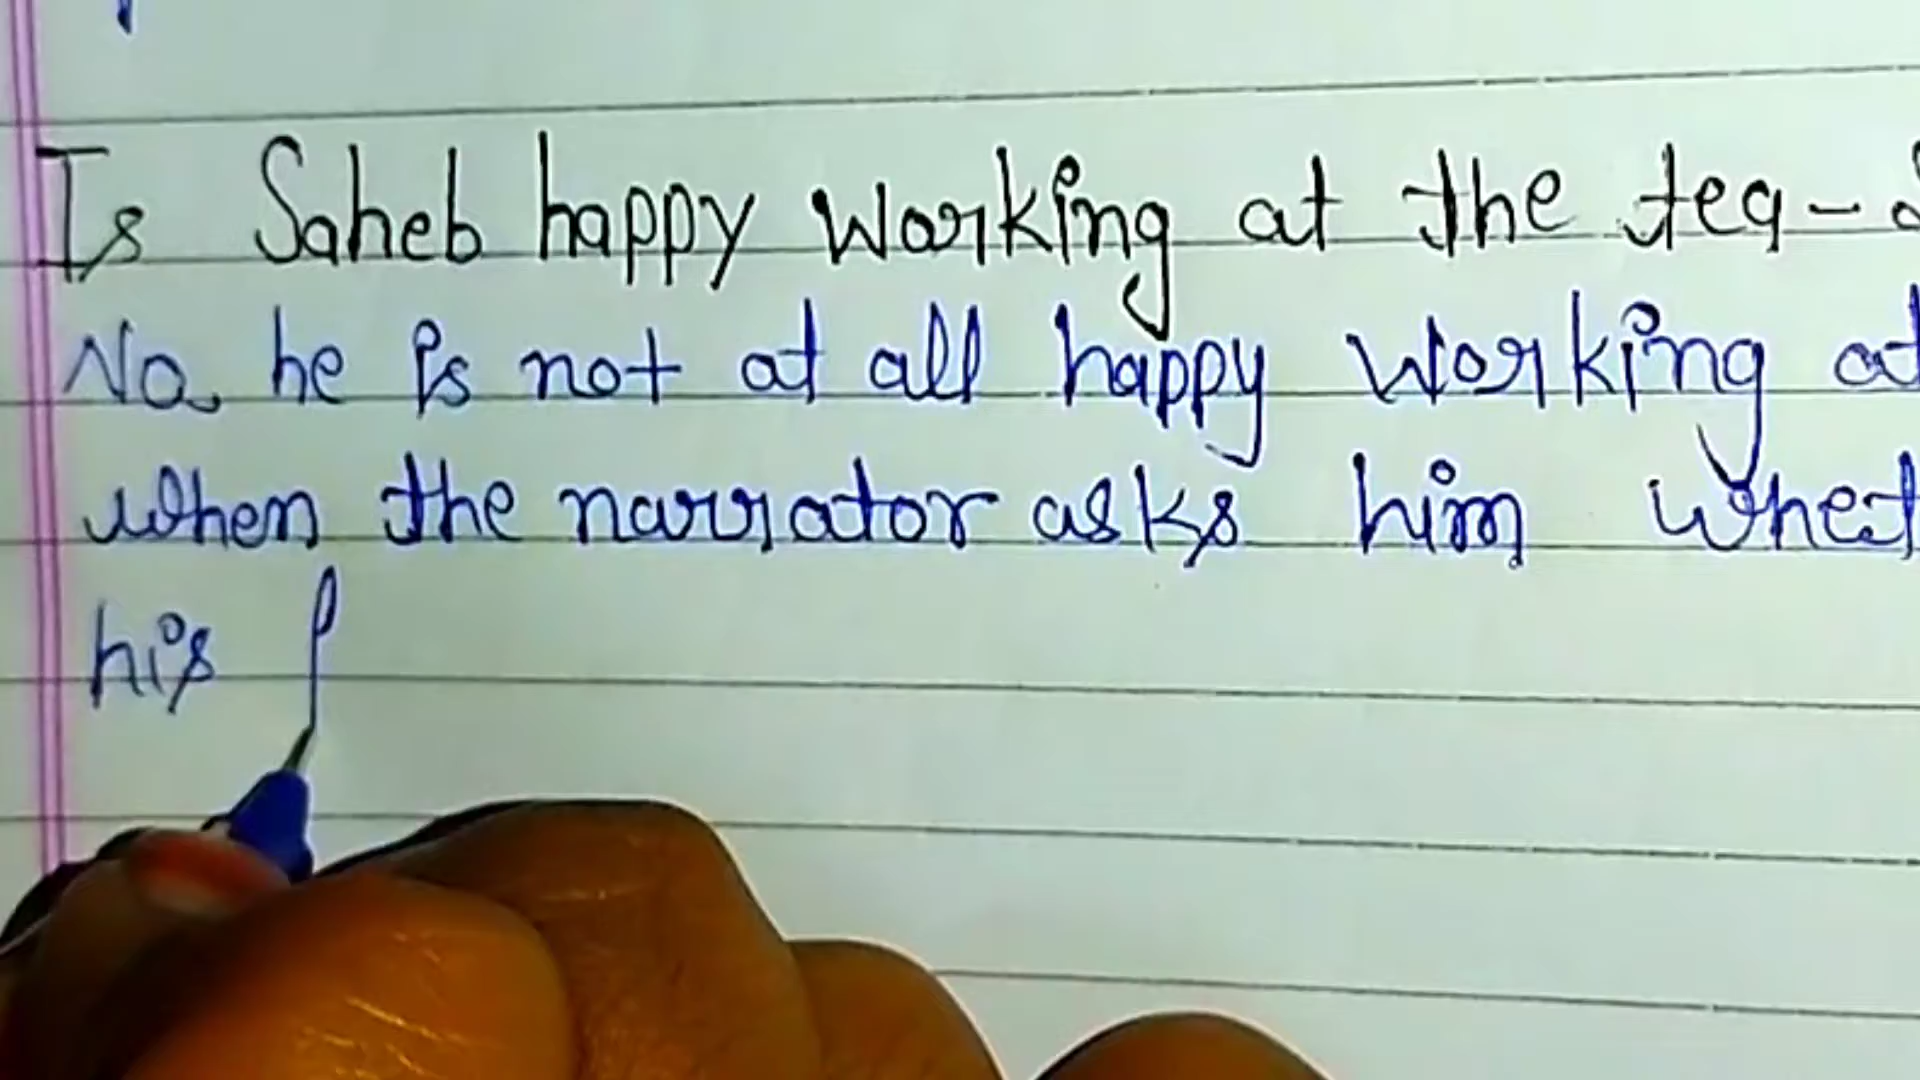 Is Saheb happy working at the tea-
No, he is not at all happy working at
when the narrator asks him
his